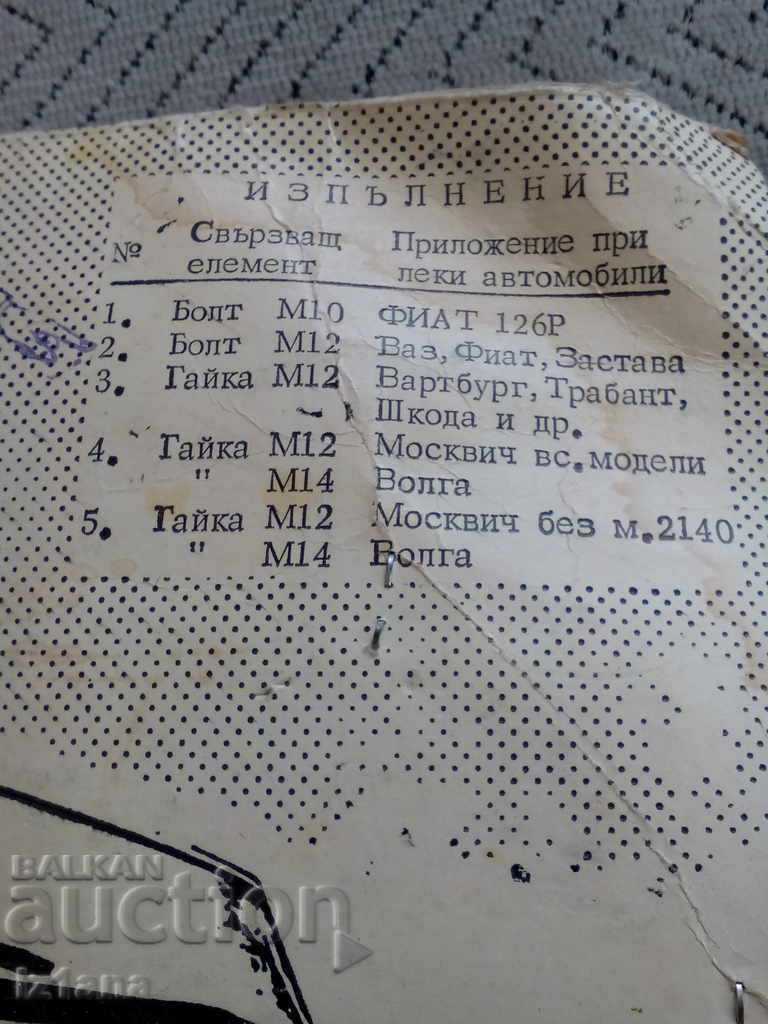 ИЗПЪЛНЕНИЕ
№ Свързващ елемент Приложение при леки автомобили
1. Болт М10 ФИАТ 126Р
2. Болт М12 Ваз, Фиат, Застава
3. Гайка М12 Вартбург, Трабант,
Шкода и др.
4. Гайка М12 Москвич вс. модели
" М14 Волга
5. Гайка М12 Москвич без м.2140
" М14 Волга
BALKAN
auction
iz1ana